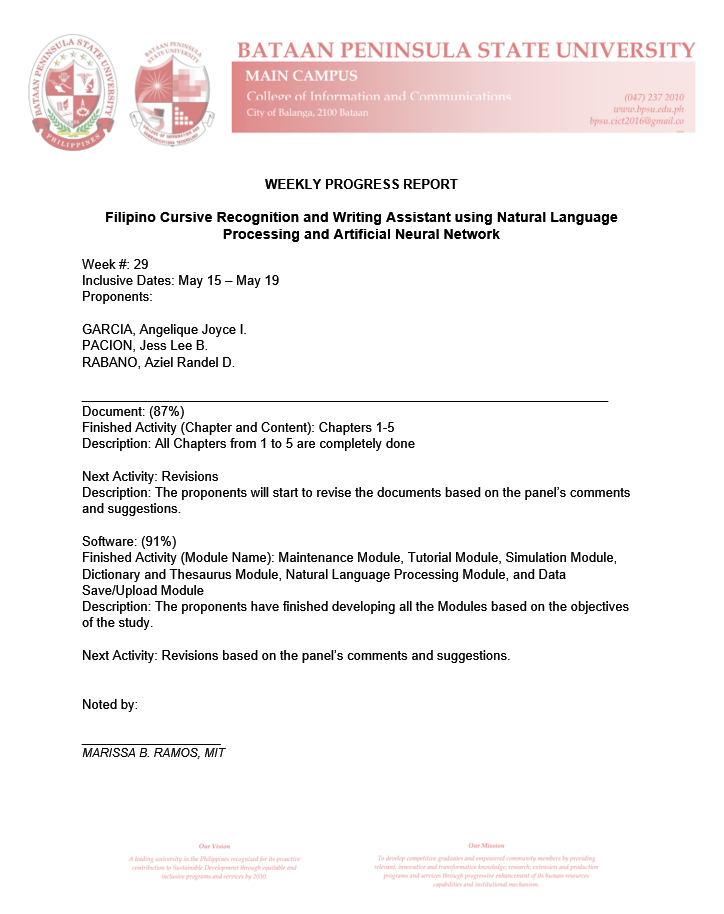 BATAAN PENINSULA STATE UNIVERSITY
MAIN CAMPUS
College of Information and Communications
City of Balanga, 2100 Bataan
(047) 237 2010
www.bpsu.edu.ph
bpsu.cict2016@gmail.co
BATAAN PENINSULA STATE UNIVERSITY
PHILIPPINES
BATAAN PENINSULA STATE UNIVERSITY
WEEKLY PROGRESS REPORT
Filipino Cursive Recognition and Writing Assistant using Natural Language
Processing and Artificial Neural Network
Week #: 29
Inclusive Dates: May 15 – May 19
Proponents:
GARCIA, Angelique Joyce I.
PACION, Jess Lee B.
RABANO, Aziel Randel D.
Document: (87%)
Finished Activity (Chapter and Content): Chapters 1-5
Description: All Chapters from 1 to 5 are completely done
Next Activity: Revisions
Description: The proponents will start to revise the documents based on the panel’s comments
and suggestions.
Software: (91%)
Finished Activity (Module Name): Maintenance Module, Tutorial Module, Simulation Module,
Dictionary and Thesaurus Module, Natural Language Processing Module, and Data
Save/Upload Module
Description: The proponents have finished developing all the Modules based on the objectives
of the study.
Next Activity: Revisions based on the panel’s comments and suggestions.
Noted by:
MARISSA B. RAMOS, MIT
Our Vision
A leading university in the Philippines recognized for its proactive
contribution to Sustainable Development through equitable and
inclusive programs and services by 2030.
Our Mission
To develop competitive graduates and empowered community members by providing
relevant, innovative and transformative knowledge, research, extension and production
programs and services through progressive enhancement of its human resources
capabilities and institutional mechanism.